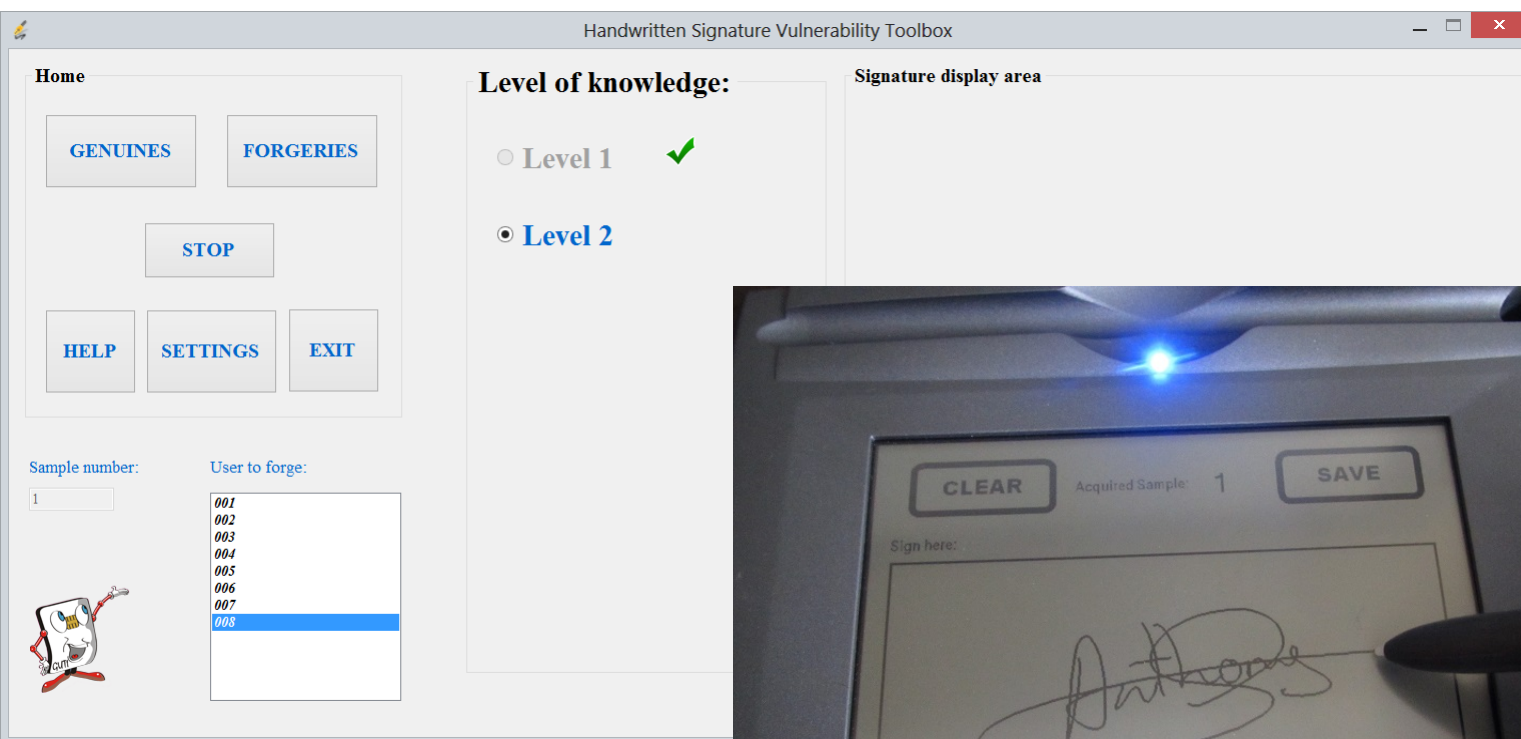 Handwritten Signature Vulnerability Toolbox
Home
GENUINES
FORGERIES
STOP
HELP
SETTINGS
EXIT
Level of knowledge:
Level 1
Level 2
Signature display area
Sample number:
1
User to forge:
001
002
003
004
005
006
007
008
GUTI
CLEAR
Acquired Sample: 1
SAVE
Sign here:
Anthony